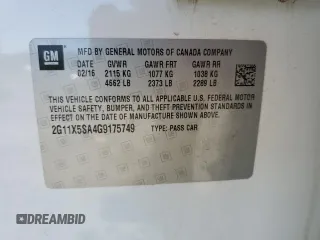 GM
MFD BY GENERAL MOTORS OF CANADA COMPANY
DATE GVWR GAWR FRT GAWR RR
02/16 2115 KG 1077 KG 1038 KG
4662 LB 2373 LB 2289 LB
THIS VEHICLE CONFORMS TO ALL APPLICABLE U.S. FEDERAL MOTOR
VEHICLE SAFETY, BUMPER, AND THEFT PREVENTION STANDARDS IN
EFFECT ON THE DATE OF MANUFACTURE SHOWN ABOVE.
2G11X5SA4G9175749 TYPE: PASS CAR
DREAMBID